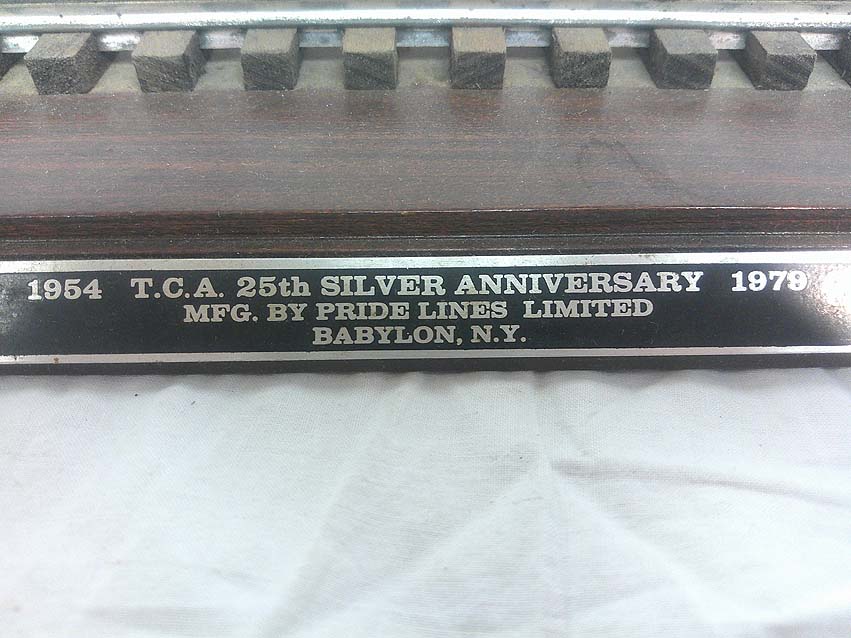 1954 T.C.A. 25th SILVER ANNIVERSARY 1979
MFG. BY PRIDE LINES LIMITED
BABYLON, N.Y.